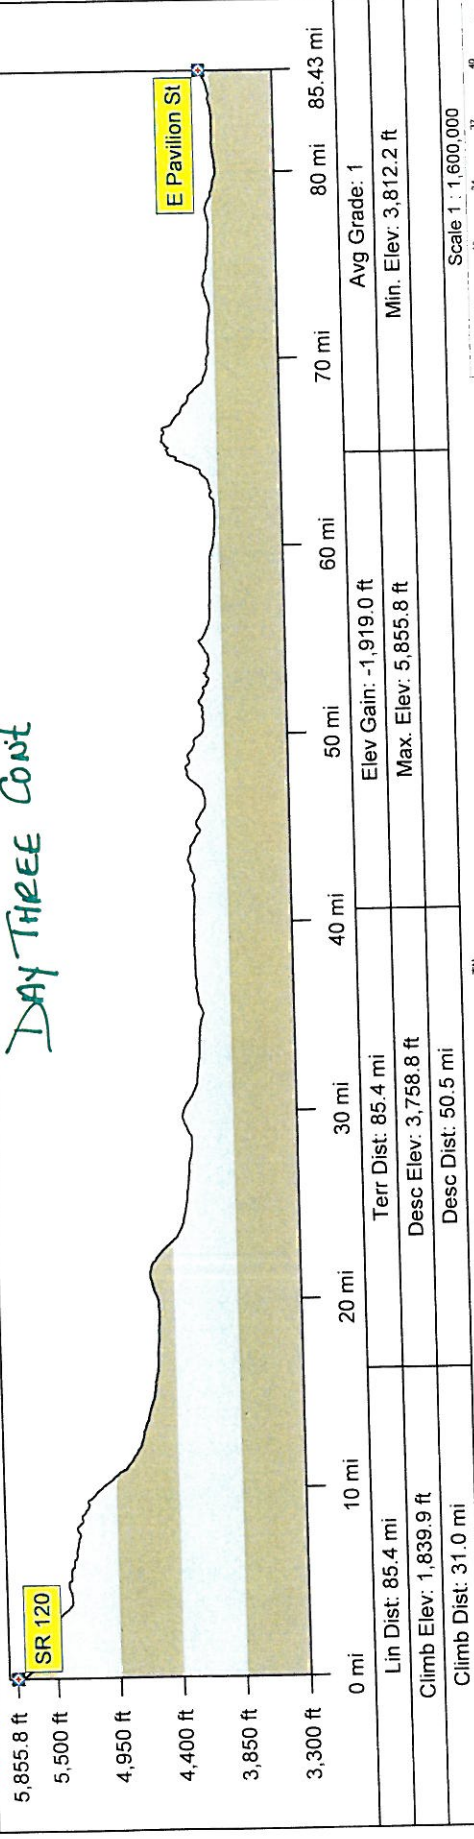 DAY THREE CONT
5,855.8 ft
5,500 ft
4,950 ft
4,400 ft
3,850 ft
3,300 ft
SR 120
E Pavilion St
0 mi
10 mi
20 mi
30 mi
40 mi
50 mi
60 mi
70 mi
80 mi
85.43 mi
Lin Dist: 85.4 mi
Terr Dist: 85.4 mi
Elev Gain: -1,919.0 ft
Avg Grade: 1
Climb Elev: 1,839.9 ft
Desc Elev: 3,758.8 ft
Max. Elev: 5,855.8 ft
Min. Elev: 3,812.2 ft
Climb Dist: 31.0 mi
Desc Dist: 50.5 mi
Scale 1 : 1,600,000